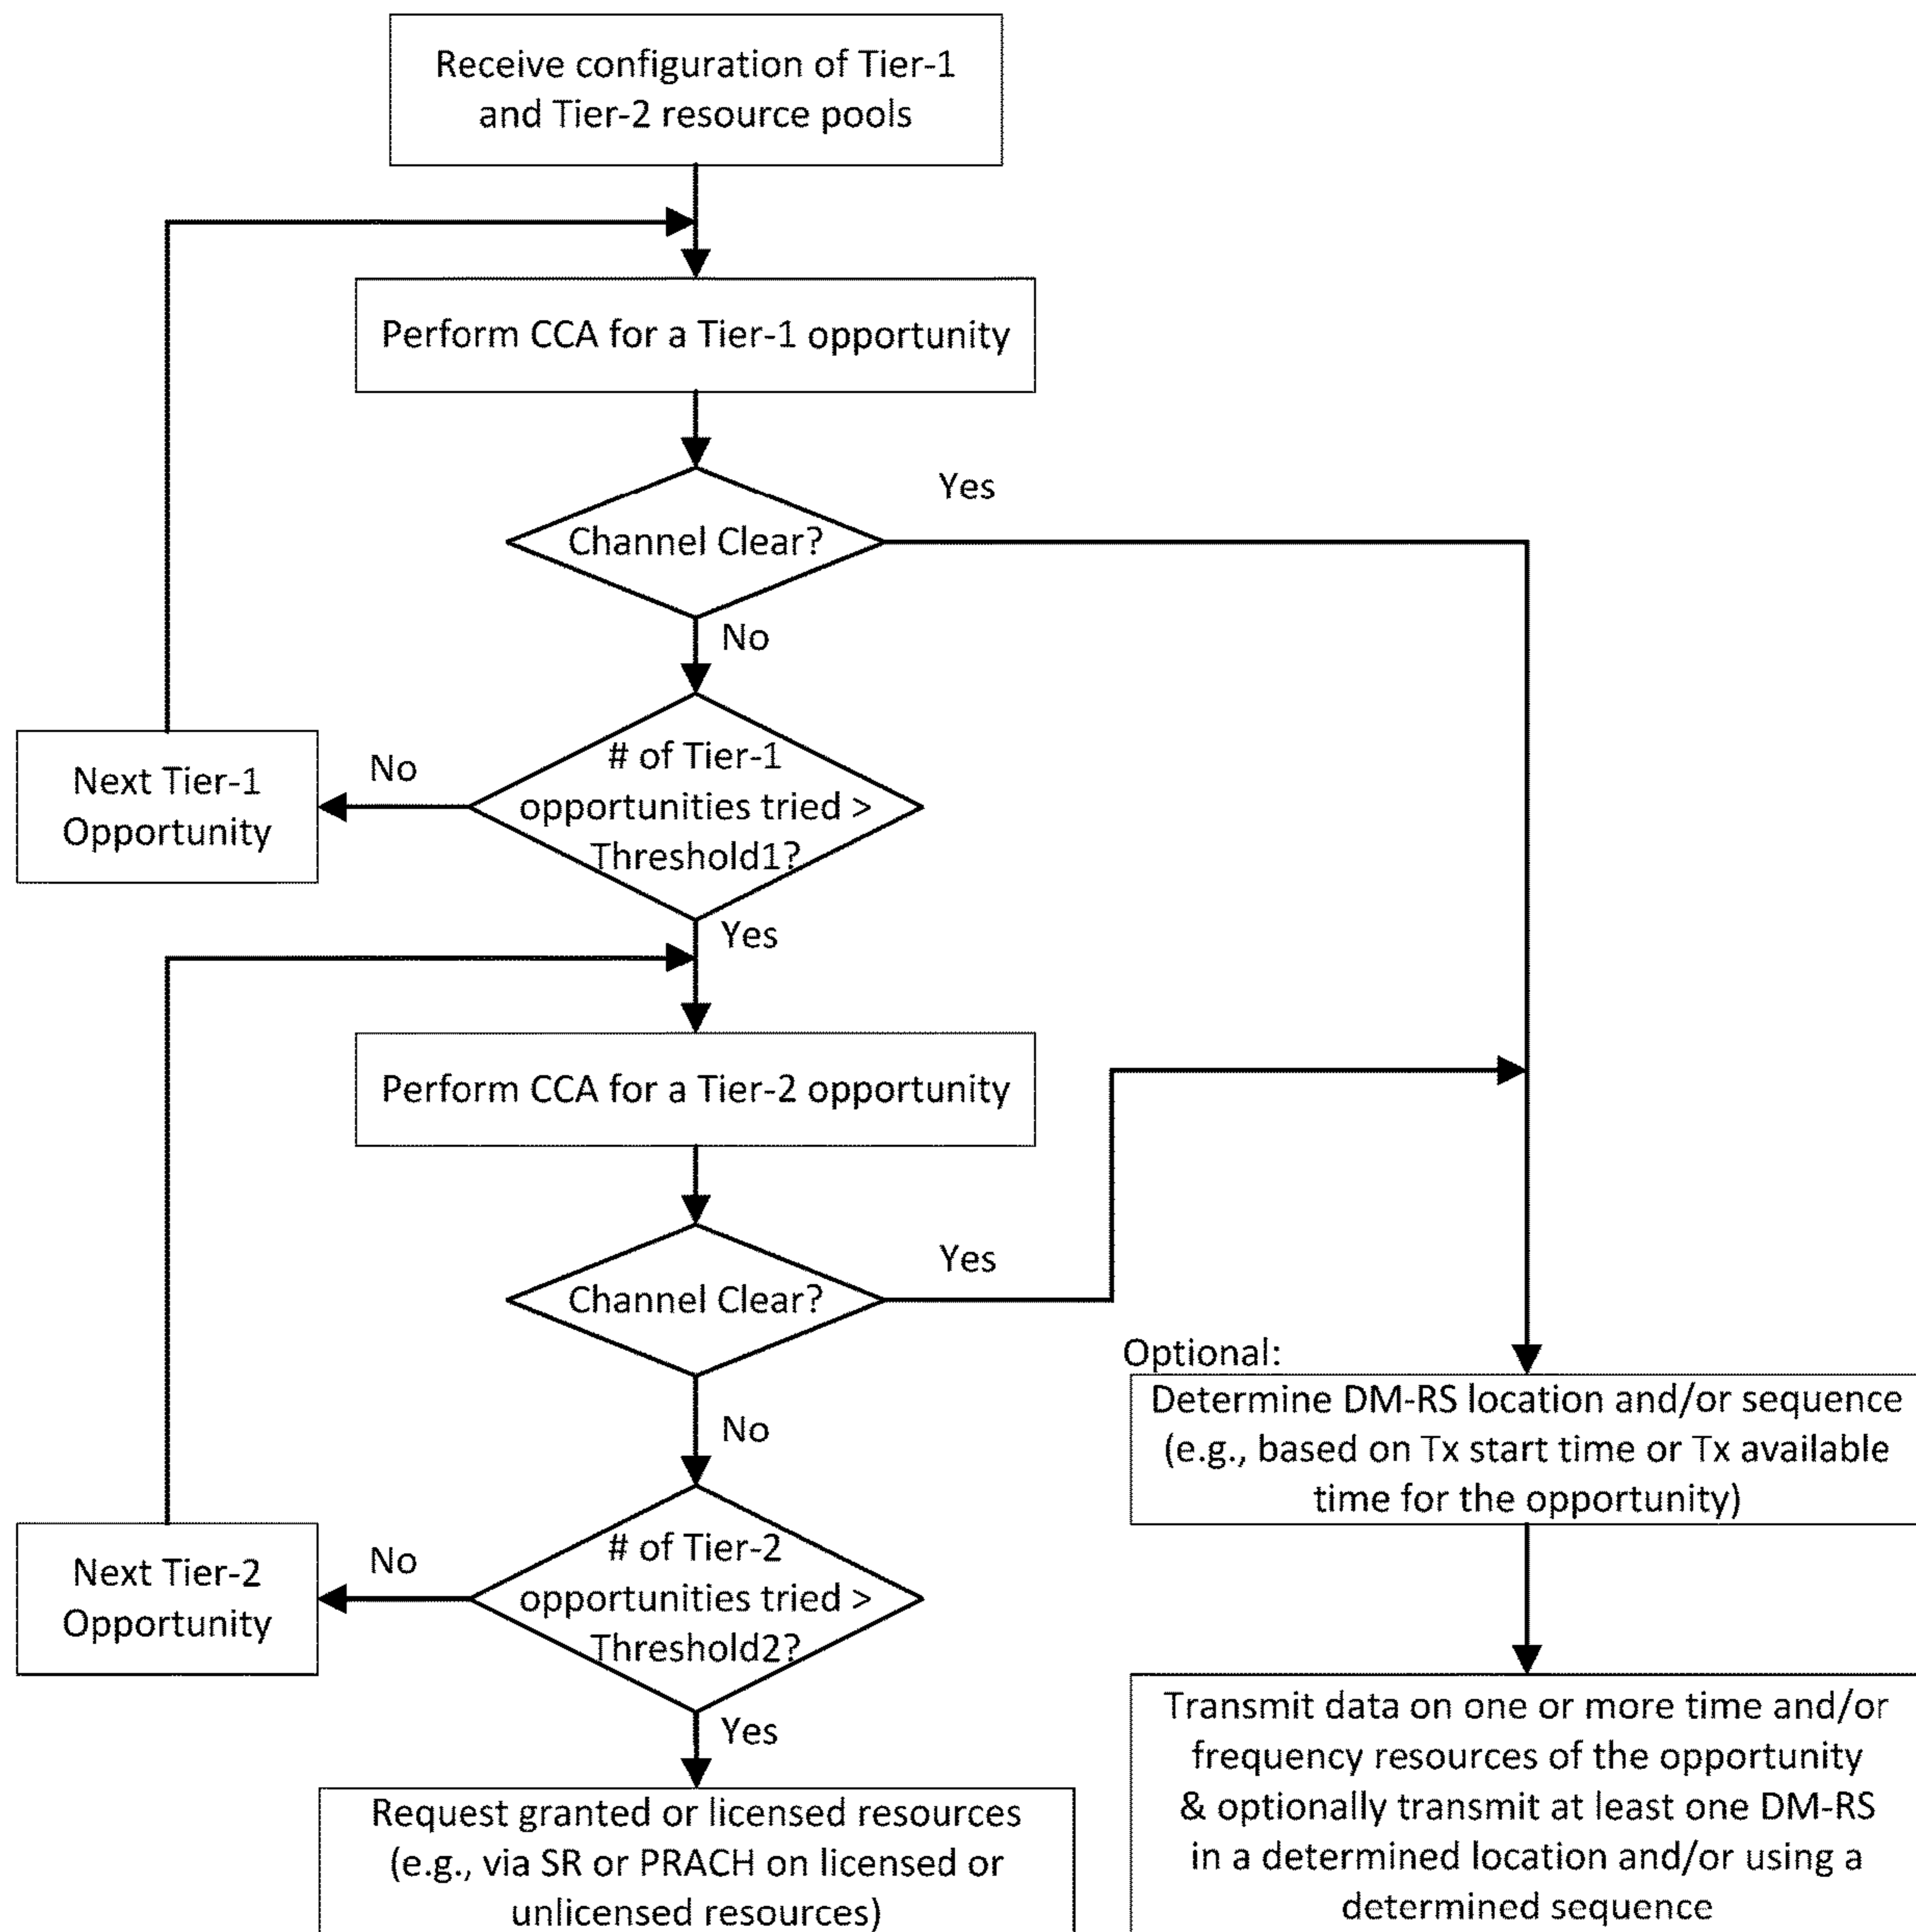 Receive configuration of Tier-1
and Tier-2 resource pools
Perform CCA for a Tier-1 opportunity
Yes
Channel Clear?
No
# of Tier-1
opportunities tried >
Threshold1?
No
Next Tier-1
Opportunity
Yes
Perform CCA for a Tier-2 opportunity
Yes
Channel Clear?
No
# of Tier-2
opportunities tried >
Threshold2?
No
Next Tier-2
Opportunity
Yes
Request granted or licensed resources
(e.g., via SR or PRACH on licensed or
unlicensed resources)
Optional:
Determine DM-RS location and/or sequence
(e.g., based on Tx start time or Tx available
time for the opportunity)
Transmit data on one or more time and/or
frequency resources of the opportunity
& optionally transmit at least one DM-RS
in a determined location and/or using a
determined sequence